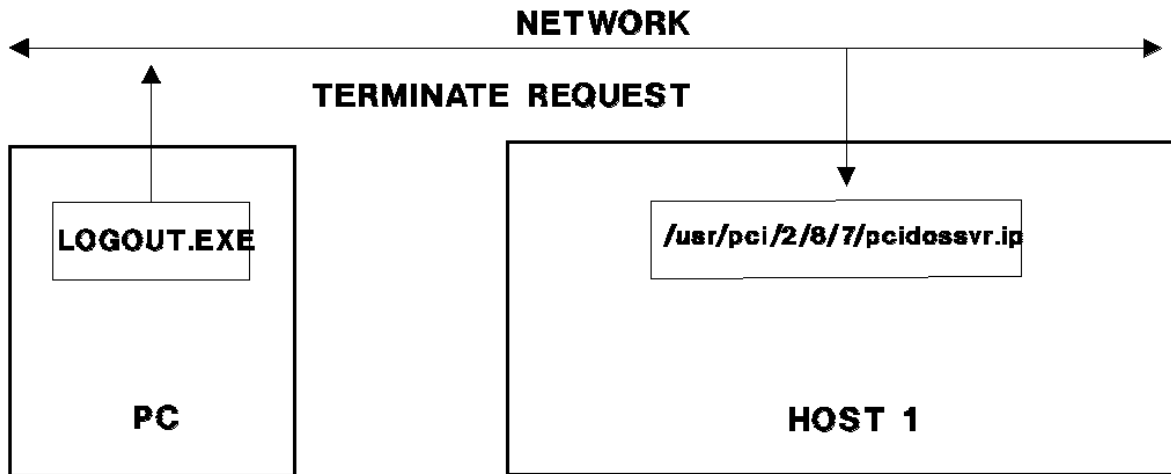 NETWORK
TERMINATE REQUEST
LOGOUT.EXE
/usr/pci/2/8/7/pcidossvr.ip
PC
HOST 1